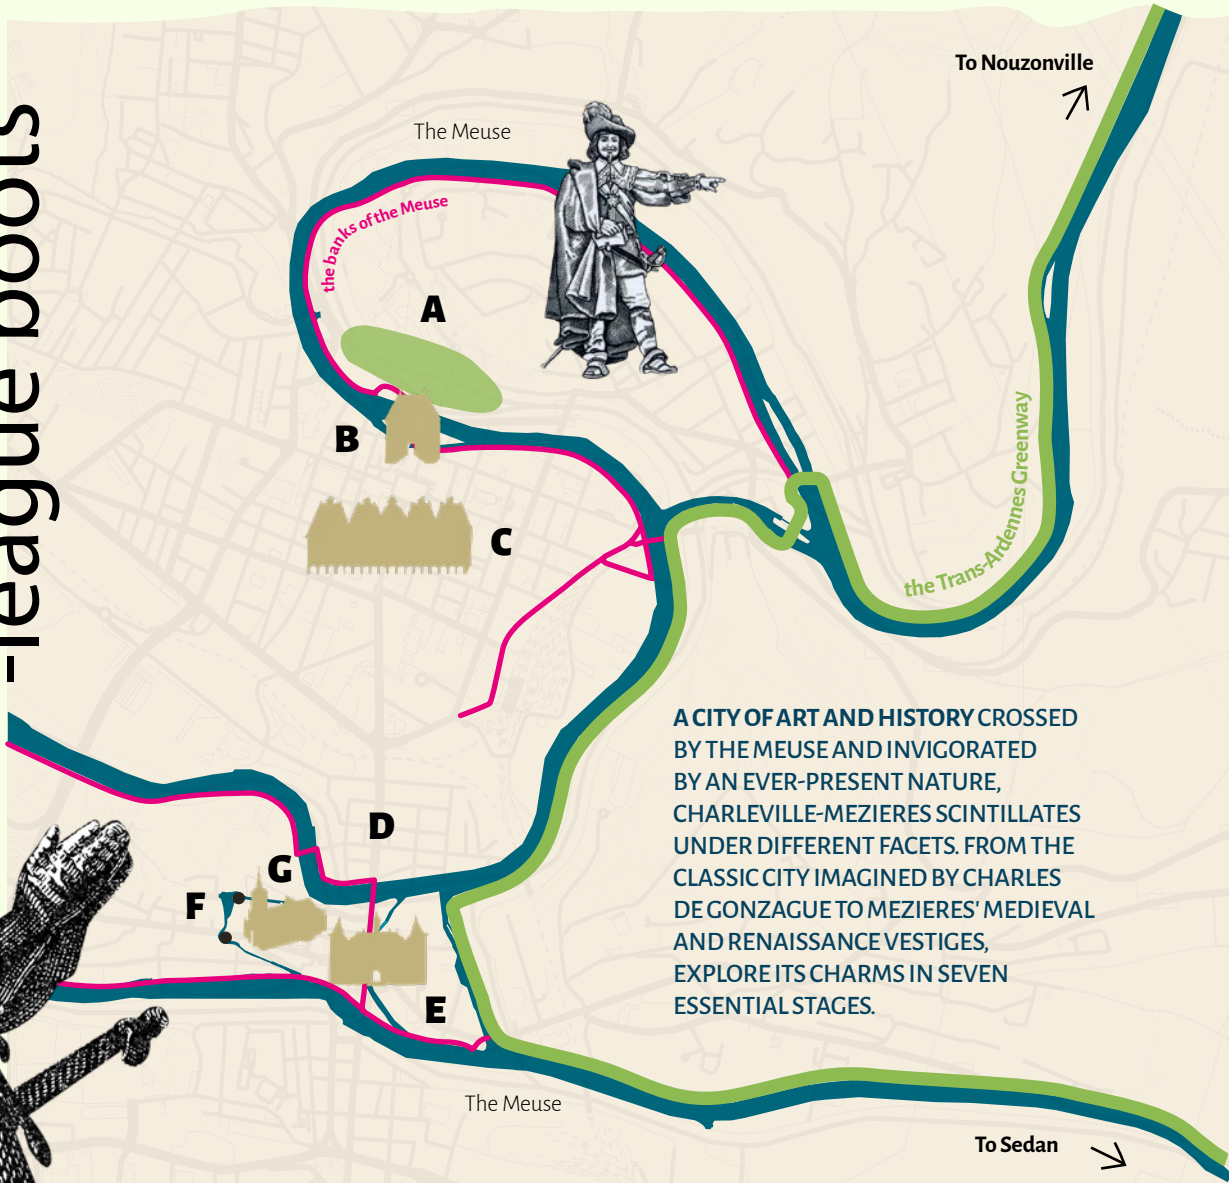 To Nouzonville
The Meuse
the banks of the Meuse
A
B
C
the Trans-Ardennes Greenway
-league boots
A CITY OF ART AND HISTORY CROSSED
BY THE MEUSE AND INVIGORATED
BY AN EVER-PRESENT NATURE,
CHARLEVILLE-MEZIERES SCINTILLATES
UNDER DIFFERENT FACETS. FROM THE
CLASSIC CITY IMAGINED BY CHARLES
DE GONZAGUE TO MEZIERES' MEDIEVAL
AND RENAISSANCE VESTIGES,
EXPLORE ITS CHARMS IN SEVEN
ESSENTIAL STAGES.
D
G
F
E
The Meuse
To Sedan